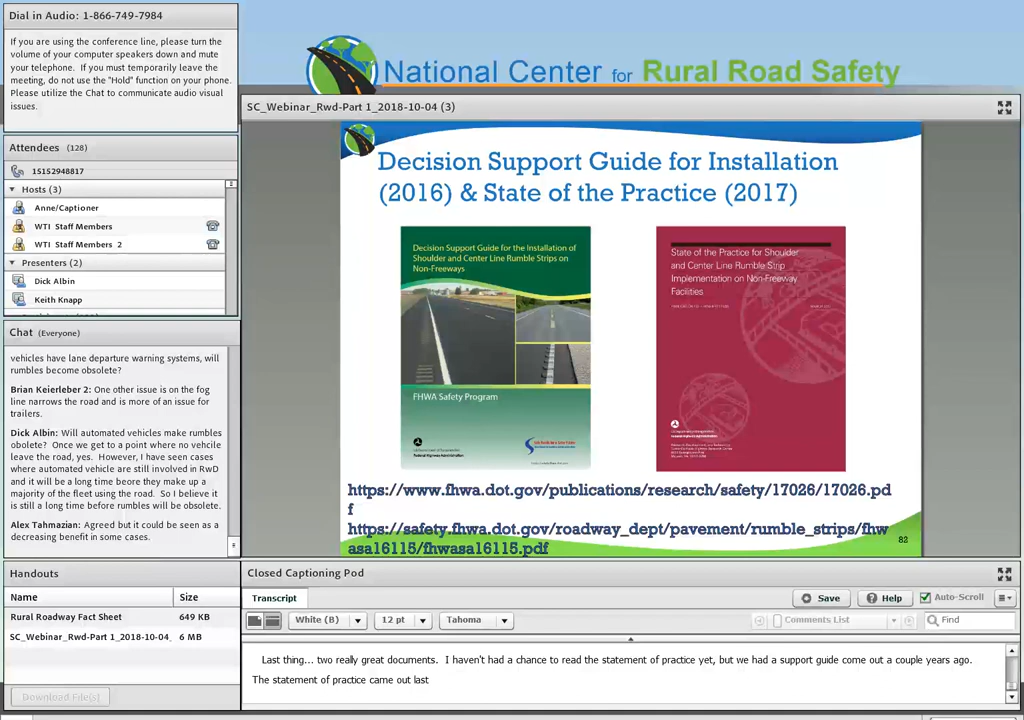 Dial in Audio: 1-866-749-7984
If you are using the conference line, please turn the
volume of your computer speakers down and mute
your telephone. If you must temporarily leave the
meeting, do not use the "Hold" function on your phone.
Please utilize the Chat to communicate audio visual
issues.
Attendees (128)
15152948817
Hosts (3)
Anne/Captioner
WTI Staff Members
WTI Staff Members 2
Presenters (2)
Dick Albin
Keith Knapp
Chat (Everyone)
vehicles have lane departure warning systems, will
rumbles become obsolete?
Brian Keierleber 2: One other issue is on the fog
line narrows the road and is more of an issue for
trailers.
Dick Albin: Will automated vehicles make rumbles
obolete? Once we get to a point where no vehcile
leave the road, yes. However, I have seen cases
where automated vehicle are still involved in RwD
and it will be a long time beore they make up a
majority of the fleet using the road. So I believe it
is still a long time before rumbles will be obsolete.
Alex Tahmazian: Agreed but it could be seen as a
decreasing benefit in some cases.
Handouts
Name Size
Rural Roadway Fact Sheet 649 KB
SC_Webinar_Rwd-Part 1_2018-10-04_ 6 MB
Download File(s)
National Center for Rural Road Safety
SC_Webinar_Rwd-Part 1_2018-10-04 (3)
Decision Support Guide for Installation
(2016) & State of the Practice (2017)
Decision Support Guide for the Installation of
Shoulder and Center Line Rumble Strips on
Non-Freeways
FHWA Safety Program
State of the Practice for Shoulder
and Center Line Rumble Strip
Implementation on Non-Freeway
Facilities
https://www.fhwa.dot.gov/publications/research/safety/17026/17026.pd
f
https://safety.fhwa.dot.gov/roadway_dept/pavement/rumble_strips/fhw
asa16115/fhwasa16115.pdf
82
Closed Captioning Pod
Transcript
Save
Help
Auto-Scroll
White (B)
12 pt
Tahoma
Comments List
Find
Last thing... two really great documents. I haven't had a chance to read the statement of practice yet, but we had a support guide come out a couple years ago.
The statement of practice came out last